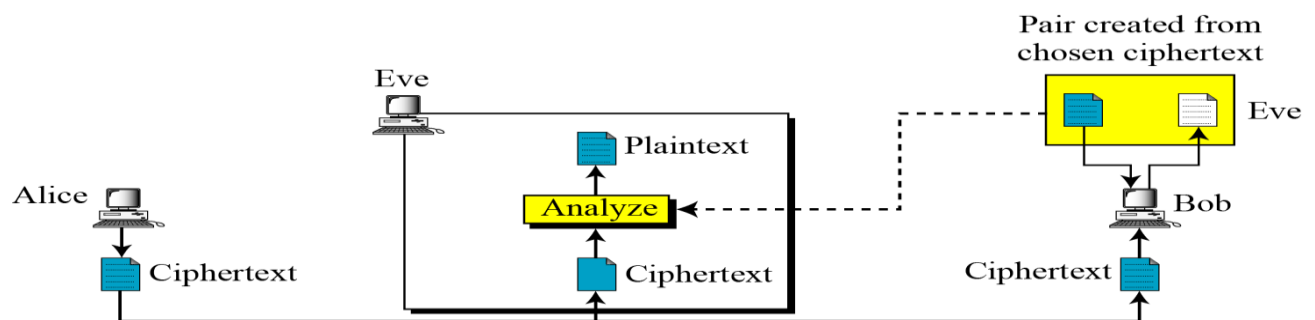 Pair created from
chosen ciphertext
Eve
Eve
Plaintext
Alice
Analyze
Bob
Ciphertext
Ciphertext
Ciphertext